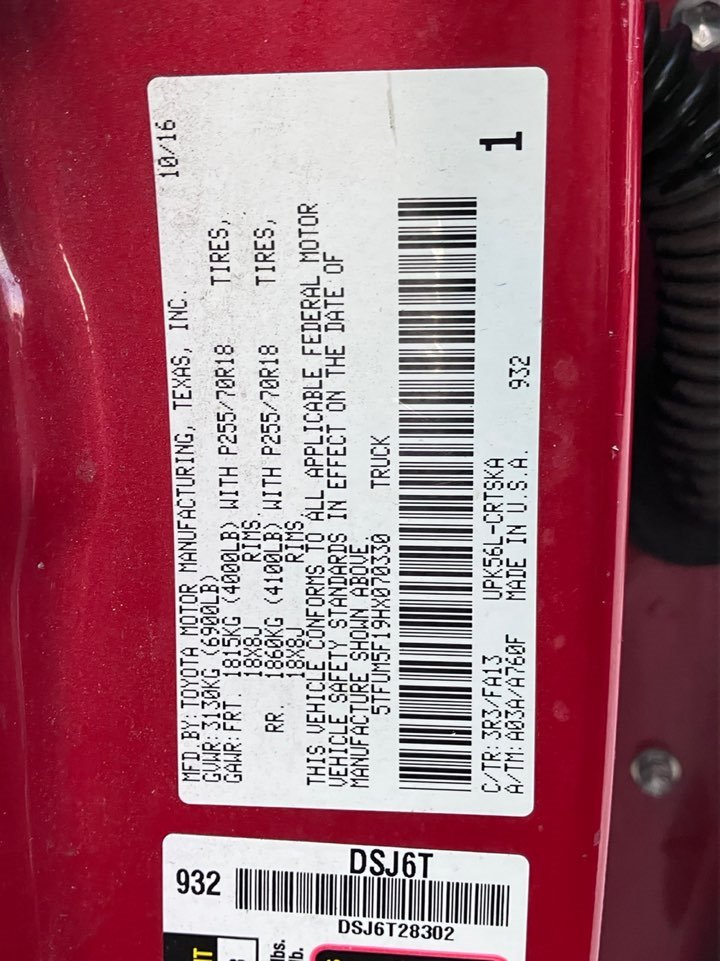 MFD.BY:TOYOTA MOTOR MANUFACTURING, TEXAS, INC. 10/16
GVWR:3130KG (6900LB)
GAWR:FRT. 1815KG (4000LB) WITH P255/70R18 TIRES,
18X8J RIMS,
RR. 1860KG (4100LB) WITH P255/70R18 TIRES,
18X8J RIMS.
THIS VEHICLE CONFORMS TO ALL APPLICABLE FEDERAL MOTOR
VEHICLE SAFETY STANDARDS IN EFFECT ON THE DATE OF
MANUFACTURE SHOWN ABOVE.
5TFUM5F19HX070330 TRUCK
C/TR:3R3/FA13 UPK56L-CRTSKA
A/TM:A03A/A760F MADE IN U.S.A. 932
1
DSJ6T
932
DSJ6T28302
lbs.